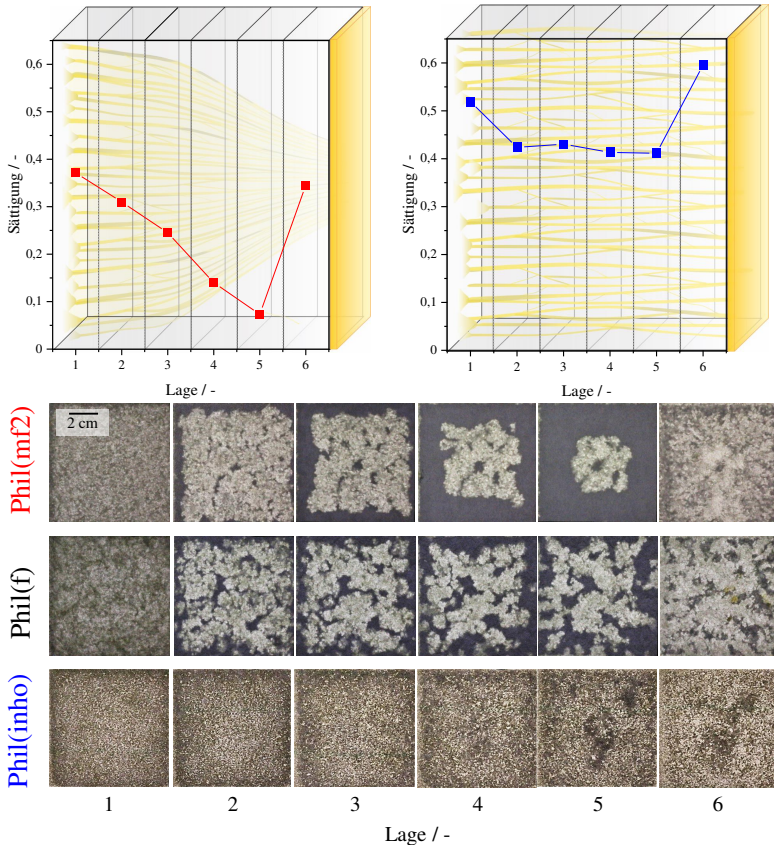 Sättigung / -
0,6
0,5
0,4
0,3
0,2
0,1
0
1 2 3 4 5 6
Lage / -
Sättigung / -
0,6
0,5
0,4
0,3
0,2
0,1
0
1 2 3 4 5 6
Lage / -
Phil(mf2)
2 cm
Phil(f)
Phil(inho)
1 2 3 4 5 6
Lage / -